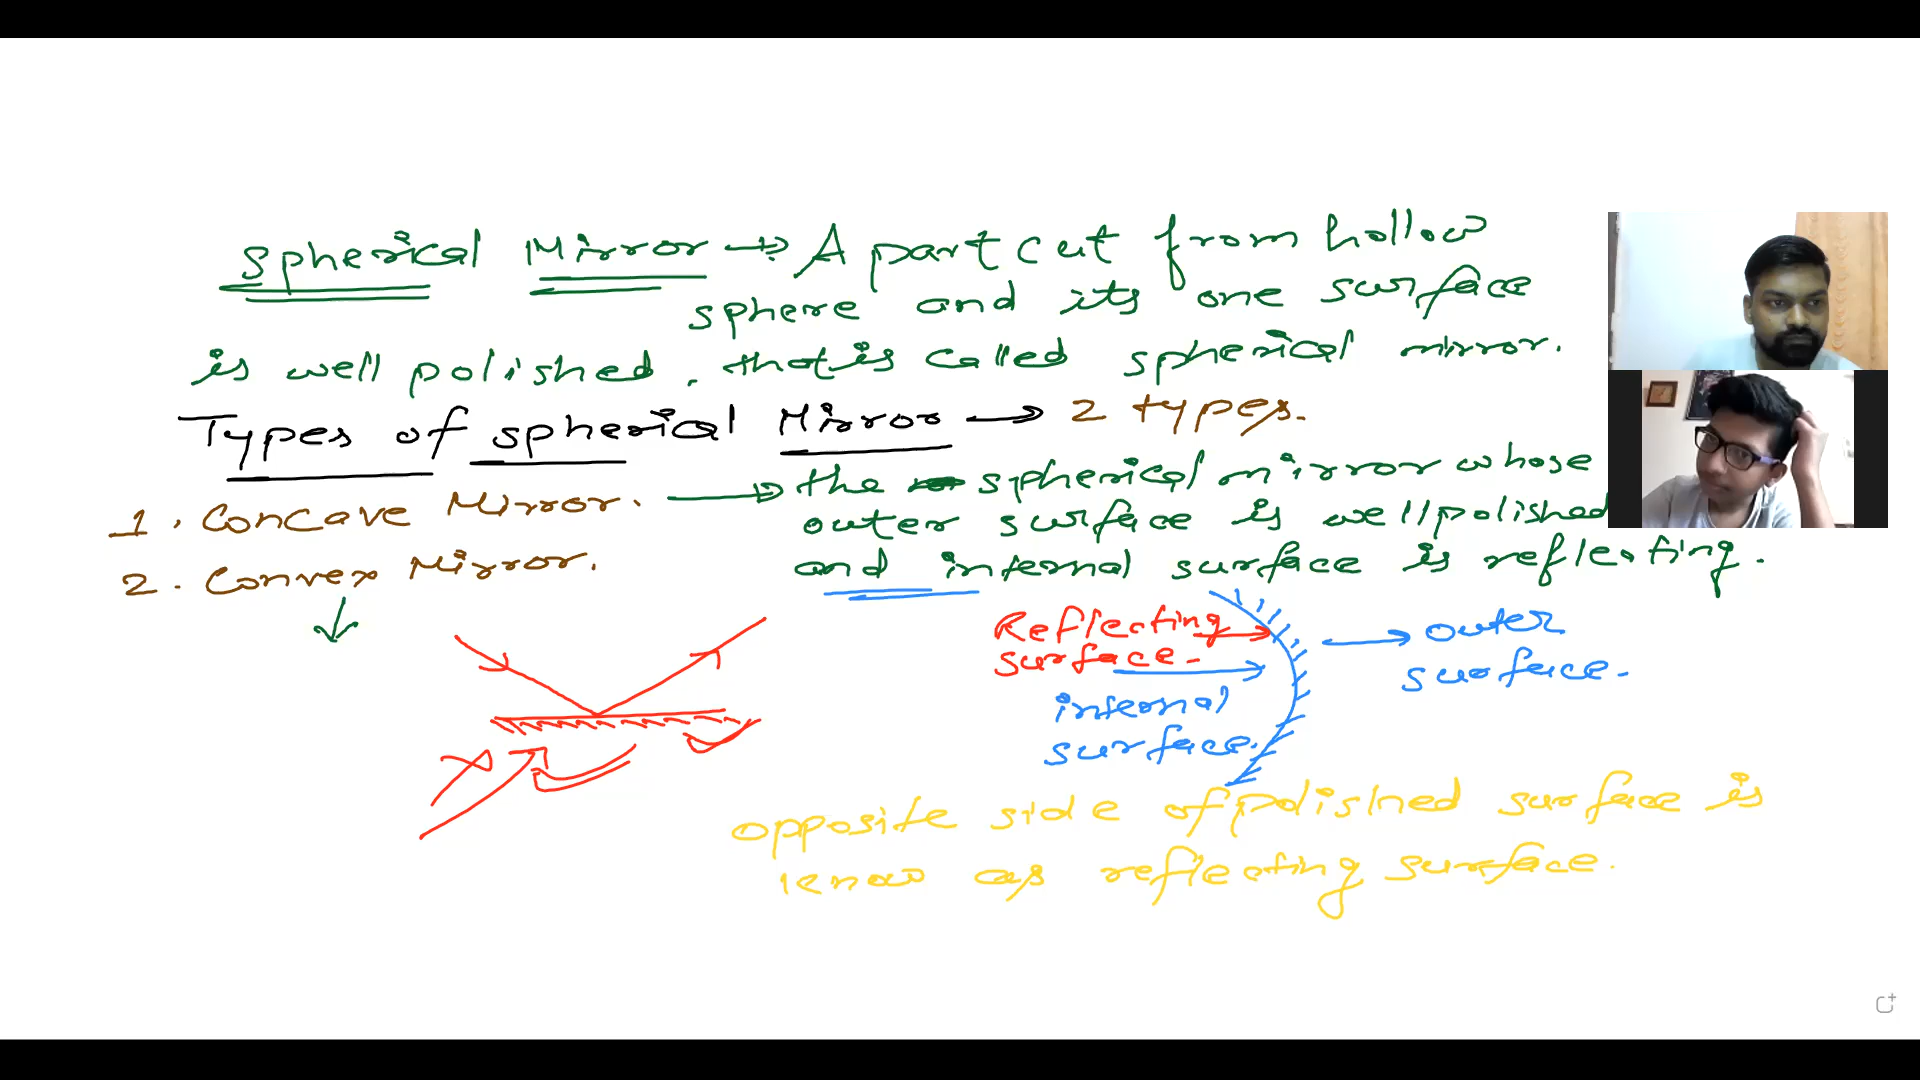 Spherical Mirror → A part cut from hollow
sphere and its one surface
is well polished, that is called spherical mirror.
Types of spherical Mirror → 2 types.
1. Concave Mirror. → the spherical mirror whose
outer surface is well polished
and internal surface is reflecting.
2. Convex Mirror.
Reflecting
surface.
internal
surface.
→ outer
surface.
opposite side of polished surface is
know as reflecting surface.